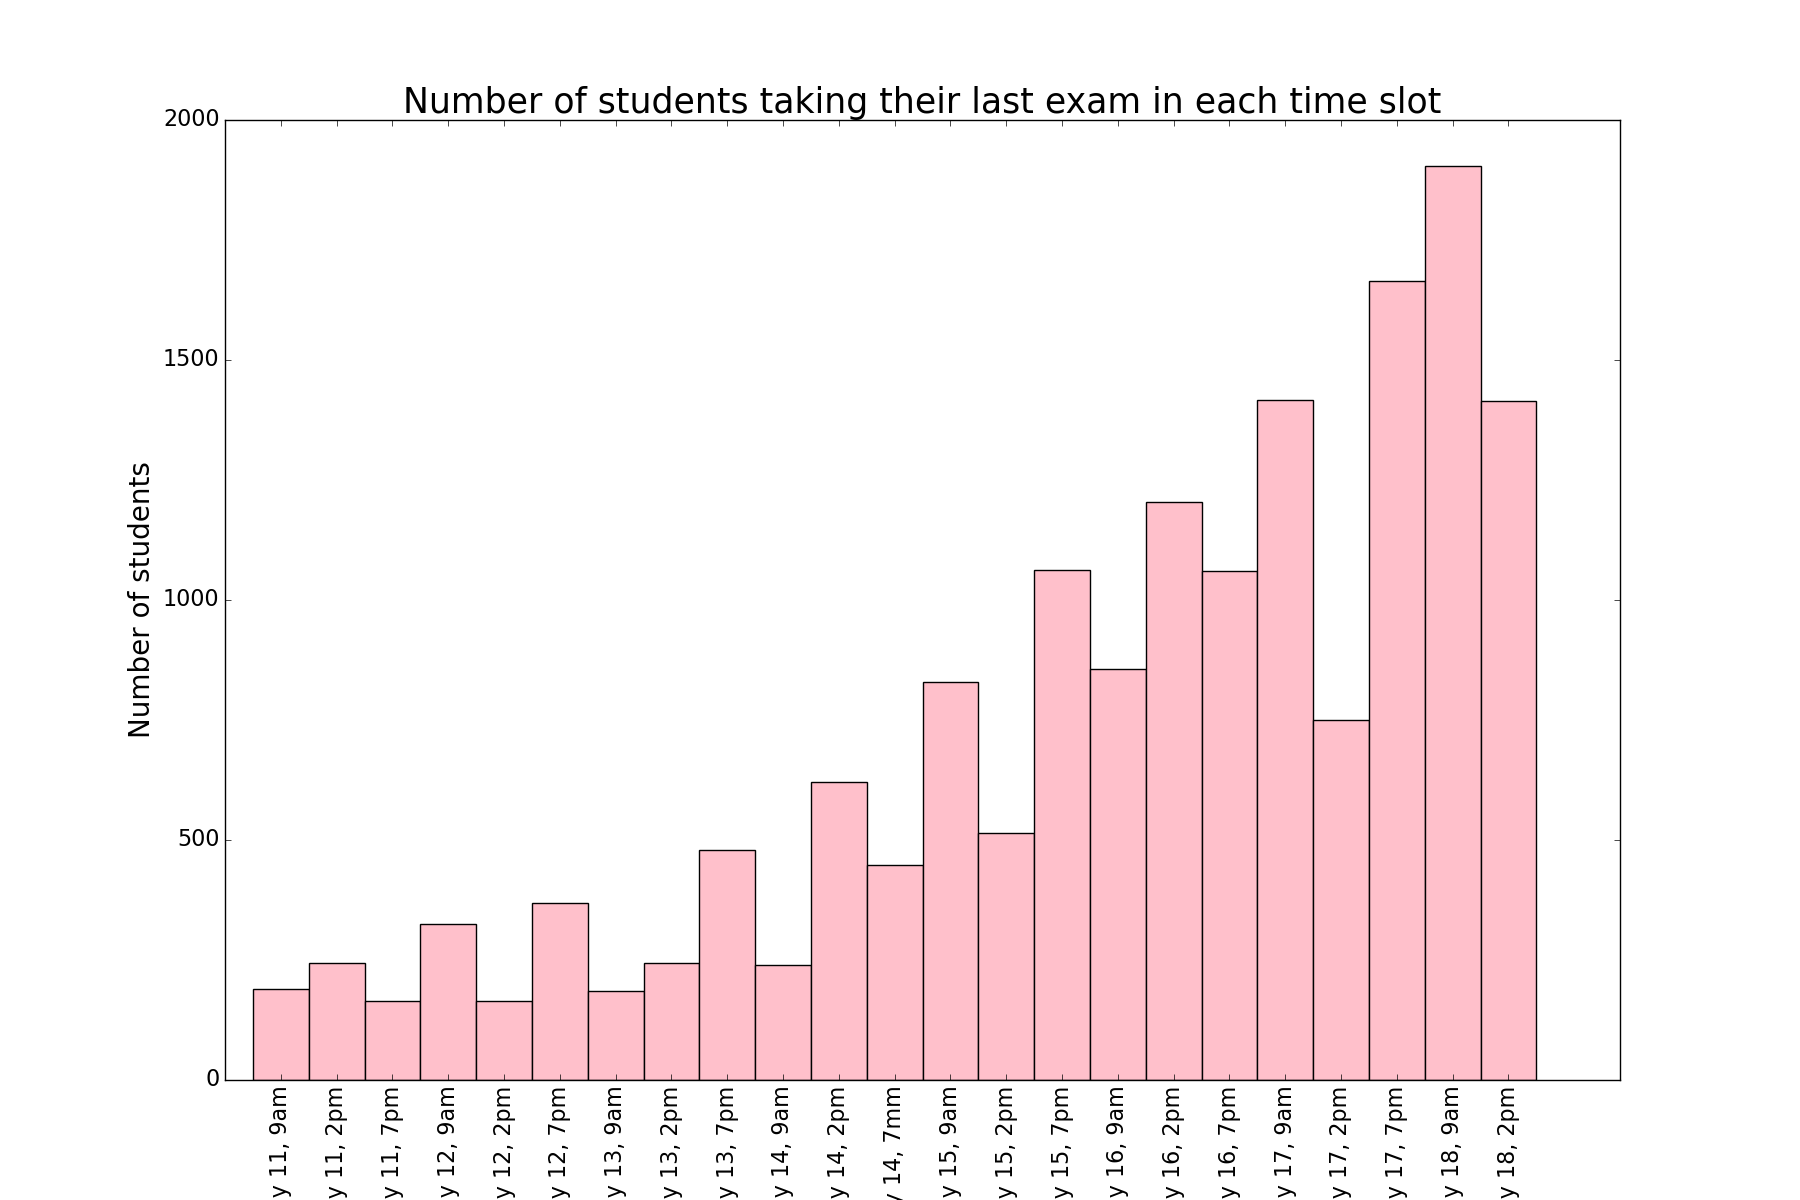 Number of students taking their last exam in each time slot
Number of students
2000
1500
1000
500
0
y 11, 9am
y 11, 2pm
y 11, 7pm
y 12, 9am
y 12, 2pm
y 12, 7pm
y 13, 9am
y 13, 2pm
y 13, 7pm
y 14, 9am
y 14, 2pm
y 14, 7mm
y 15, 9am
y 15, 2pm
y 15, 7pm
y 16, 9am
y 16, 2pm
y 16, 7pm
y 17, 9am
y 17, 2pm
y 17, 7pm
y 18, 9am
y 18, 2pm